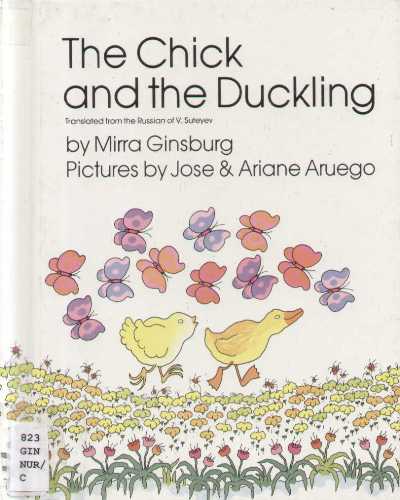 The Chick
and the Duckling
Translated from the Russian of V. Suteyev
by Mirra Ginsburg
Pictures by Jose & Ariane Aruego
823
GIN
NUR/
C